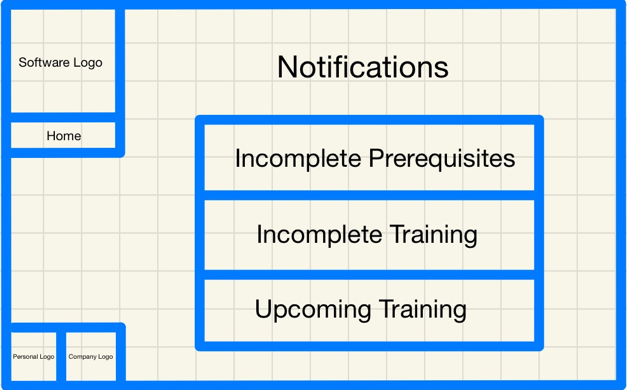 Software Logo
Notifications
Home
Incomplete Prerequisites
Incomplete Training
Upcoming Training
Personal Logo
Company Logo